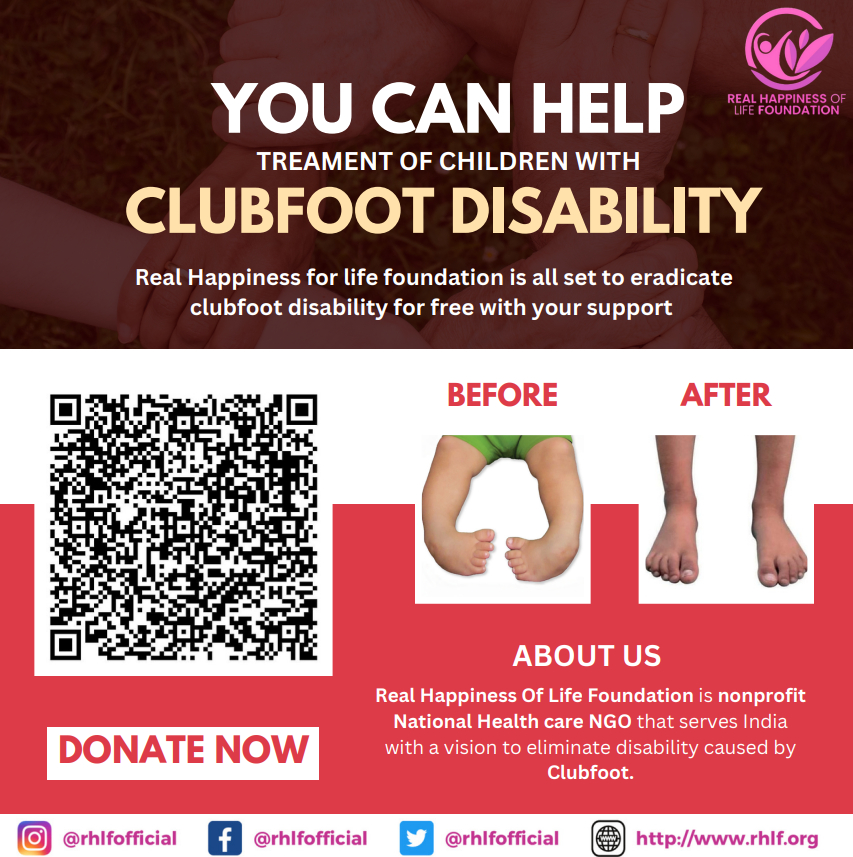 REAL HAPPINESS OF
LIFE FOUNDATION
YOU CAN HELP
TREAMENT OF CHILDREN WITH
CLUBFOOT DISABILITY
Real Happiness for life foundation is all set to eradicate
clubfoot disability for free with your support
BEFORE
AFTER
ABOUT US
Real Happiness Of Life Foundation is nonprofit
National Health care NGO that serves India
with a vision to eliminate disability caused by
Clubfoot.
DONATE NOW
@rhlfofficial
@rhlfofficial
@rhlfofficial
http://www.rhlf.org